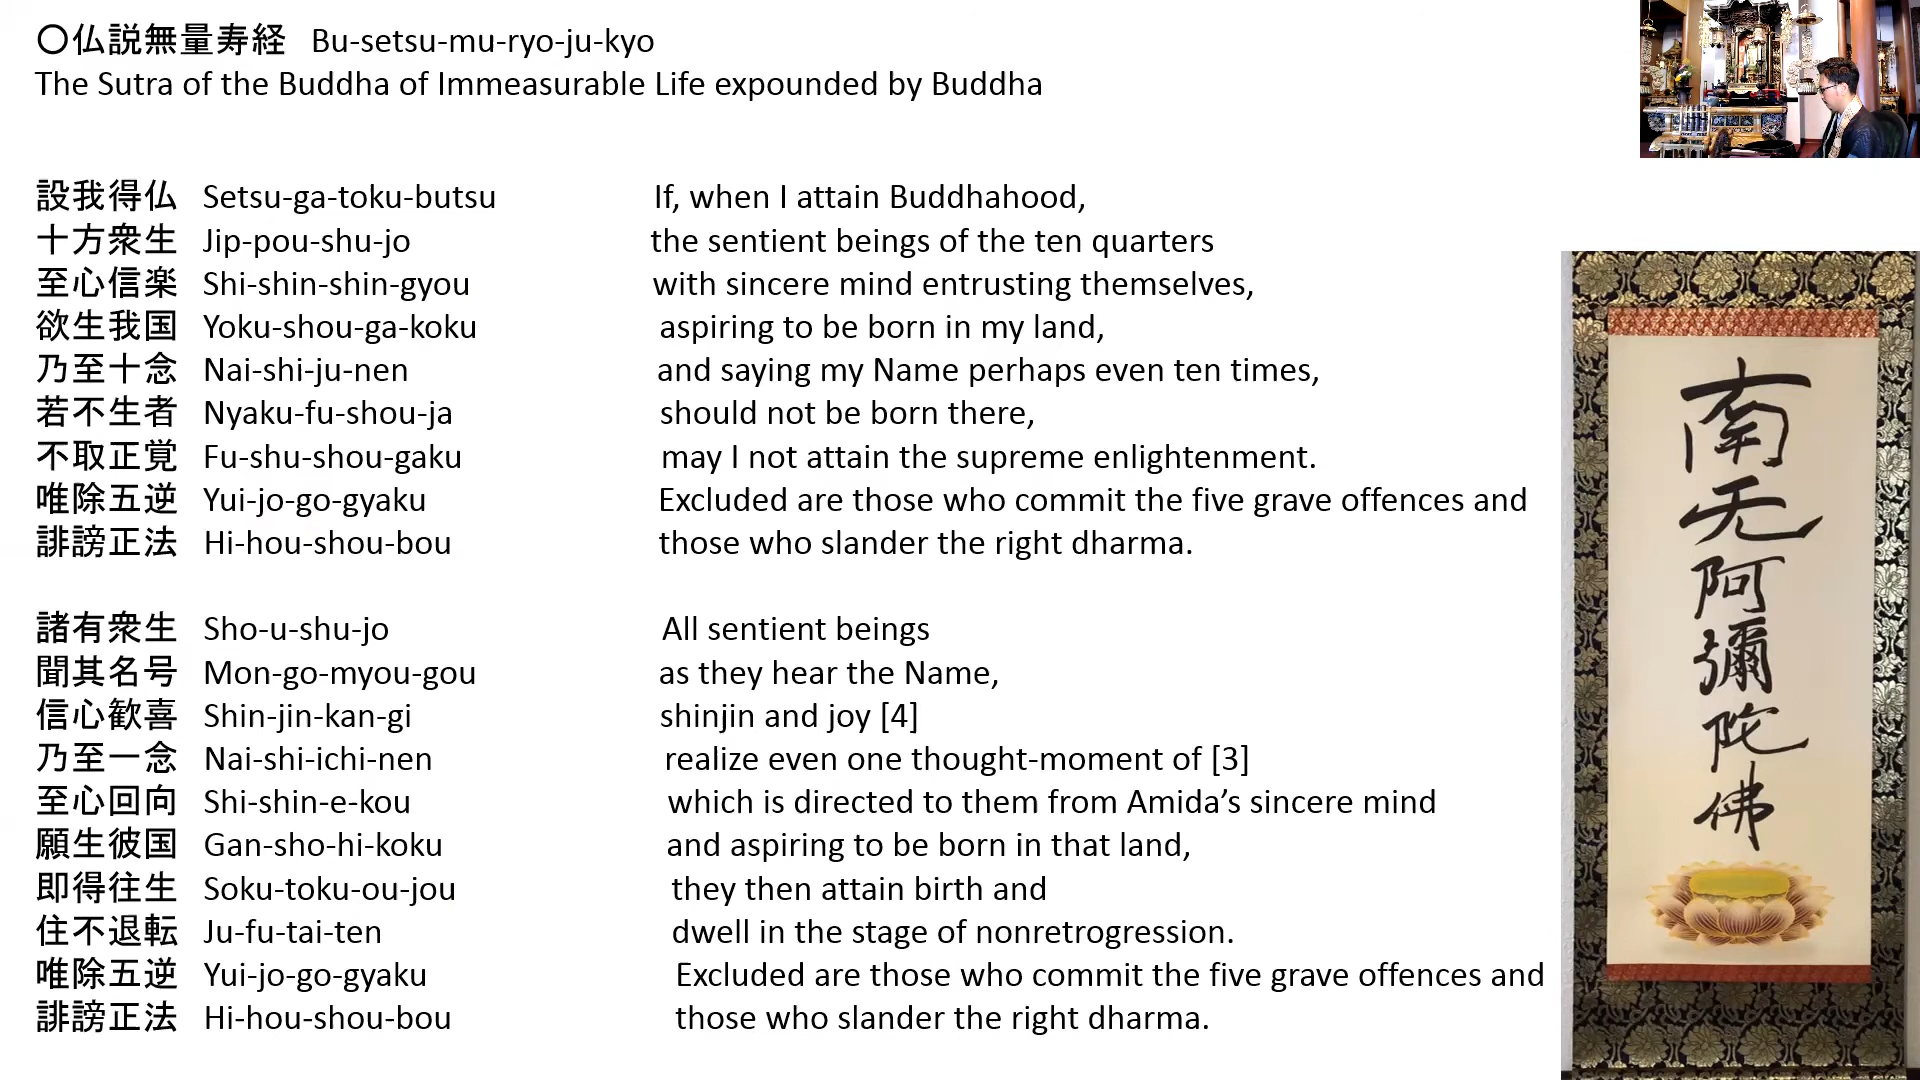 〇仏説無量寿経 Bu-setsu-mu-ryo-ju-kyo
The Sutra of the Buddha of Immeasurable Life expounded by Buddha
設我得仏 Setsu-ga-toku-butsu If, when I attain Buddhahood,
十方衆生 Jip-pou-shu-jo the sentient beings of the ten quarters
至心信楽 Shi-shin-shin-gyou with sincere mind entrusting themselves,
欲生我国 Yoku-shou-ga-koku aspiring to be born in my land,
乃至十念 Nai-shi-ju-nen and saying my Name perhaps even ten times,
若不生者 Nyaku-fu-shou-ja should not be born there,
不取正覚 Fu-shu-shou-gaku may I not attain the supreme enlightenment.
唯除五逆 Yui-jo-go-gyaku Excluded are those who commit the five grave offences and
誹謗正法 Hi-hou-shou-bou those who slander the right dharma.
諸有衆生 Sho-u-shu-jo All sentient beings
聞其名号 Mon-go-myou-gou as they hear the Name,
信心歓喜 Shin-jin-kan-gi shinjin and joy [4]
乃至一念 Nai-shi-ichi-nen realize even one thought-moment of [3]
至心回向 Shi-shin-e-kou which is directed to them from Amida’s sincere mind
願生彼国 Gan-sho-hi-koku and aspiring to be born in that land,
即得往生 Soku-toku-ou-jou they then attain birth and
住不退転 Ju-fu-tai-ten dwell in the stage of nonretrogression.
唯除五逆 Yui-jo-go-gyaku Excluded are those who commit the five grave offences and
誹謗正法 Hi-hou-shou-bou those who slander the right dharma.
南无阿彌陀佛